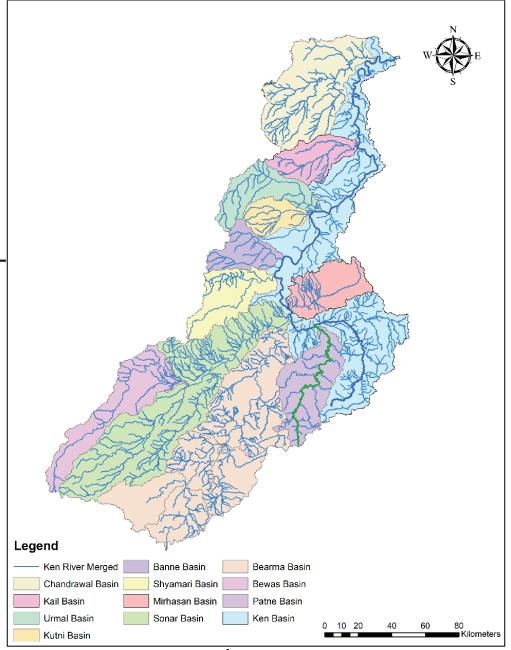 N
W E
S
Legend
Ken River Merged Banne Basin Bearma Basin
Chandrawal Basin Shyamari Basin Bewas Basin
Kail Basin Mirhasan Basin Patne Basin
Urmal Basin Sonar Basin Ken Basin
Kutni Basin
0 10 20 40 60 80
Kilometers